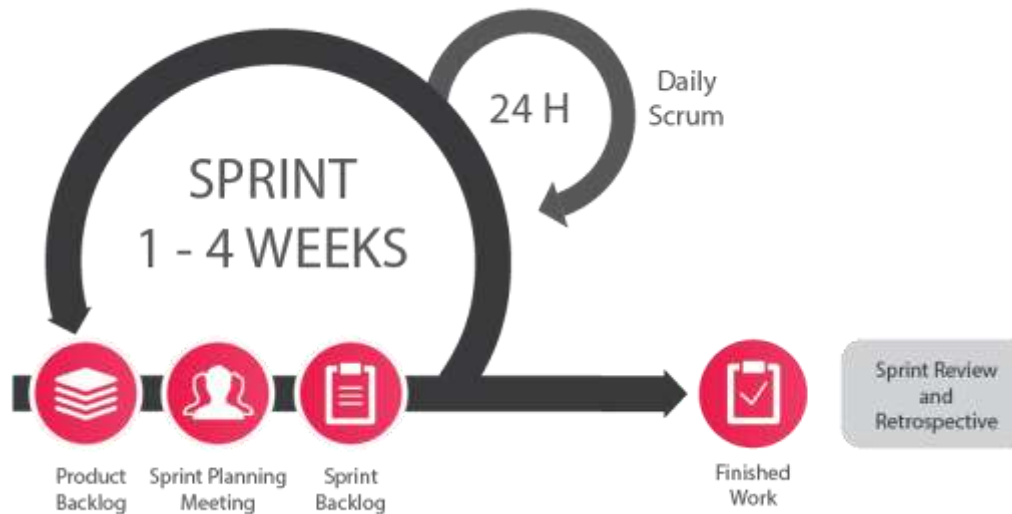 24 H
Daily
Scrum
SPRINT
1 - 4 WEEKS
Product
Backlog
Sprint Planning
Meeting
Sprint
Backlog
Finished
Work
Sprint Review
and
Retrospective